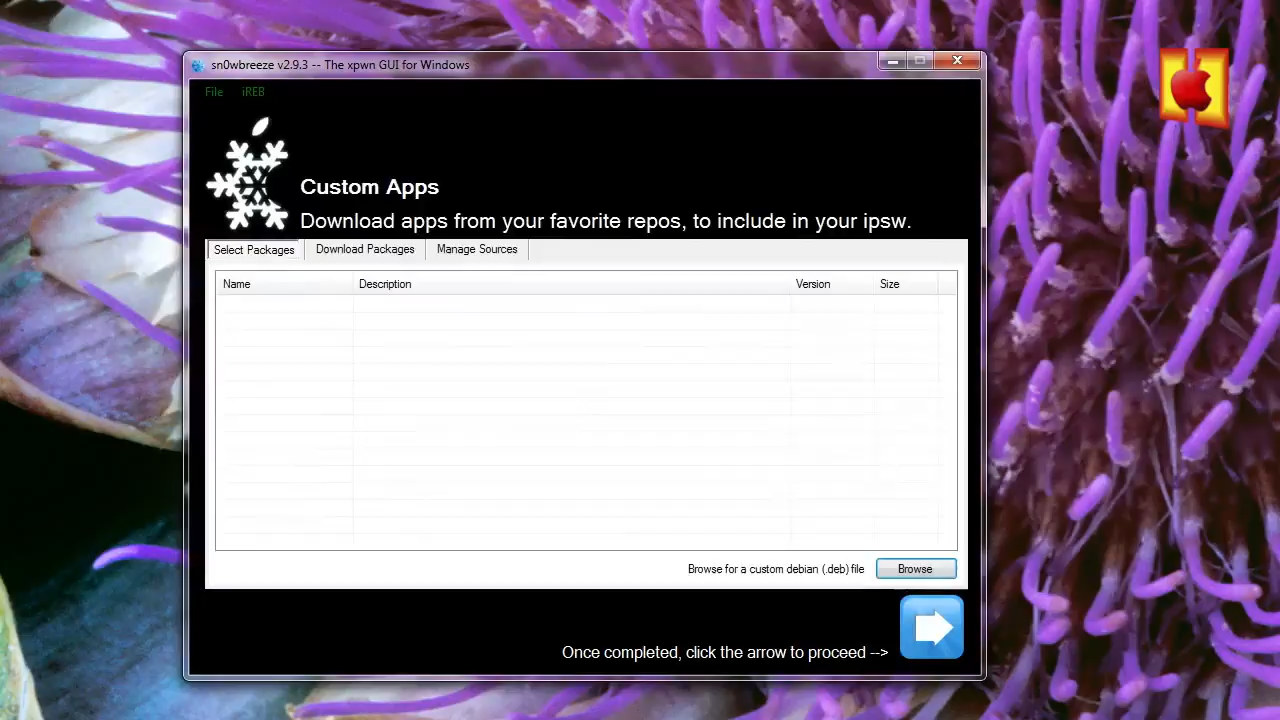 sn0wbreeze v2.9.3 -- The xpwn GUI for Windows
File iREB
Custom Apps
Download apps from your favorite repos, to include in your ipsw.
Select Packages Download Packages Manage Sources
Name Description Version Size
Browse for a custom debian (.deb) file Browse
Once completed, click the arrow to proceed -->